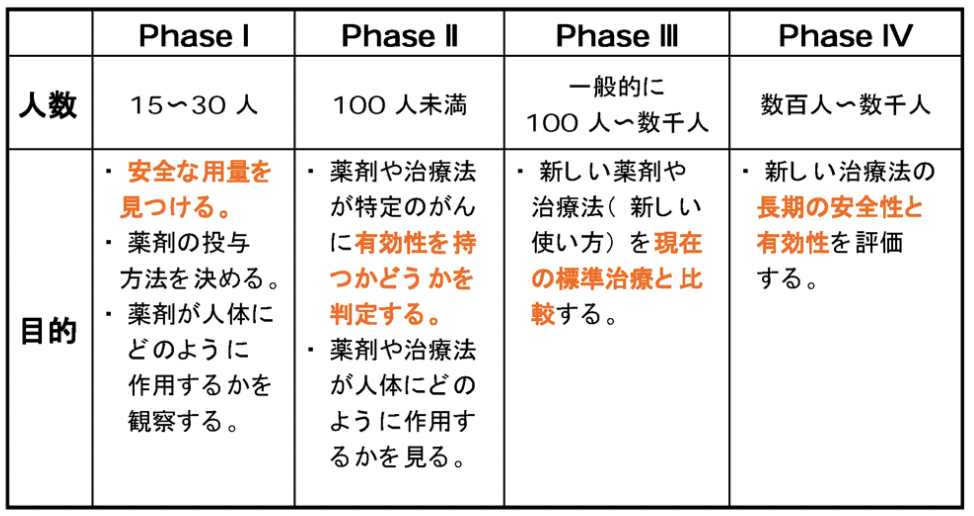 Phase I
Phase II
Phase III
Phase IV
人数
15〜30 人
100 人未満
一般的に
100 人〜数千人
数百人〜数千人
目的
・ 安全な用量を
見つける。
・ 薬剤の投与
方法を決める。
・ 薬剤が人体に
どのように
作用するかを
観察する。
・ 薬剤や治療法
が特定のがん
に有効性を持
つかどうかを
判定する。
・ 薬剤や治療法
が人体にどの
ように作用す
るかを見る。
・ 新しい薬剤や
治療法( 新しい
使い方) を現在
の標準治療と比
較する。
・ 新しい治療法の
長期の安全性と
有効性を評価
する。